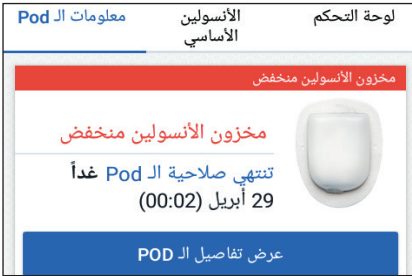 لوحة التحكم
الأنسولين
الأساسي
معلومات الـ Pod
مخزون الأنسولين منخفض
مخزون الأنسولين منخفض
تنتهي صلاحية الـ Pod غداً
29 أبريل (00:02)
عرض تفاصيل الـ POD